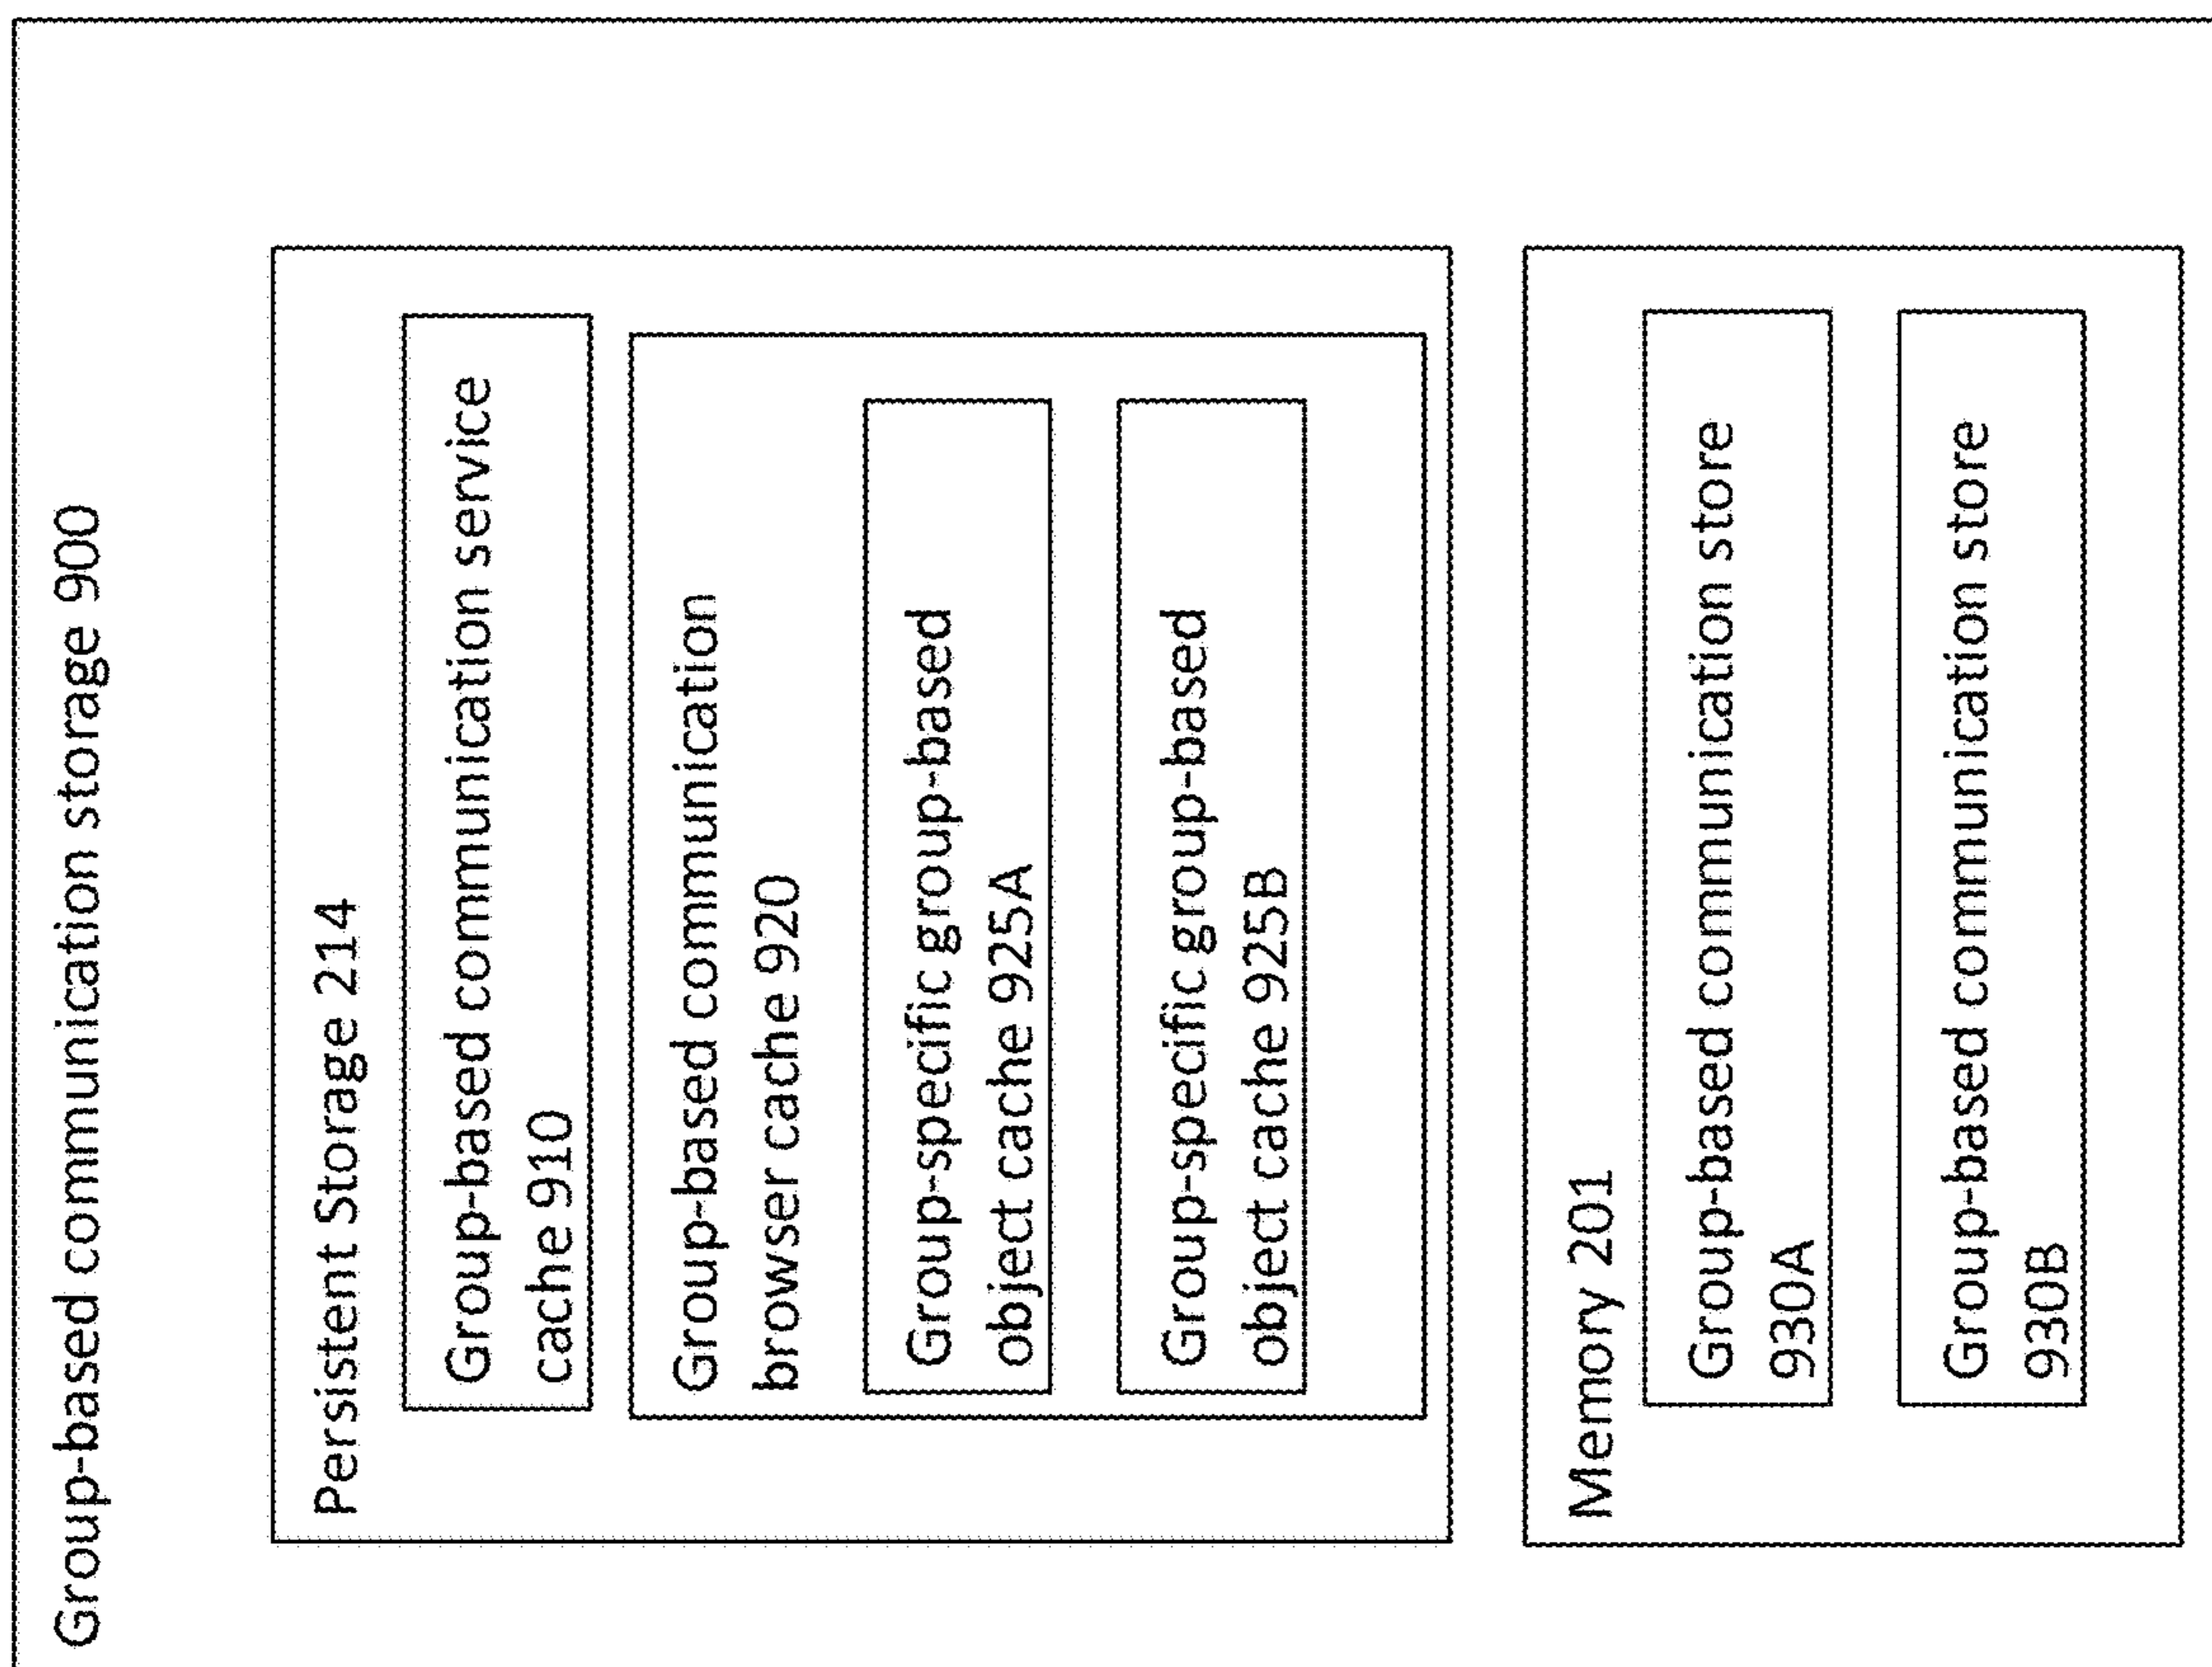 Group-based communication storage 900
Persistent Storage 214
Group-based communication service
cache 910
Group-based communication
browser cache 920
Group-specific group-based
object cache 925A
Group-specific group-based
object cache 925B
Memory 201
Group-based communication store
930A
Group-based communication store
930B